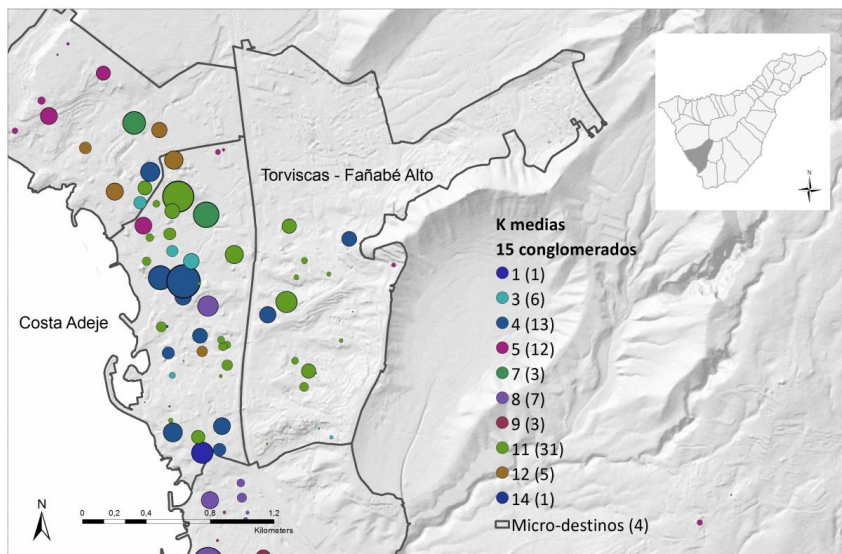 Torviscas - Fañabé Alto
Costa Adeje
K medias
15 conglomerados
1 (1)
3 (6)
4 (13)
5 (12)
7 (3)
8 (7)
9 (3)
11 (31)
12 (5)
14 (1)
Micro-destinos (4)
N
0 0,2 0,4 0,8 1,2
Kilometers
N